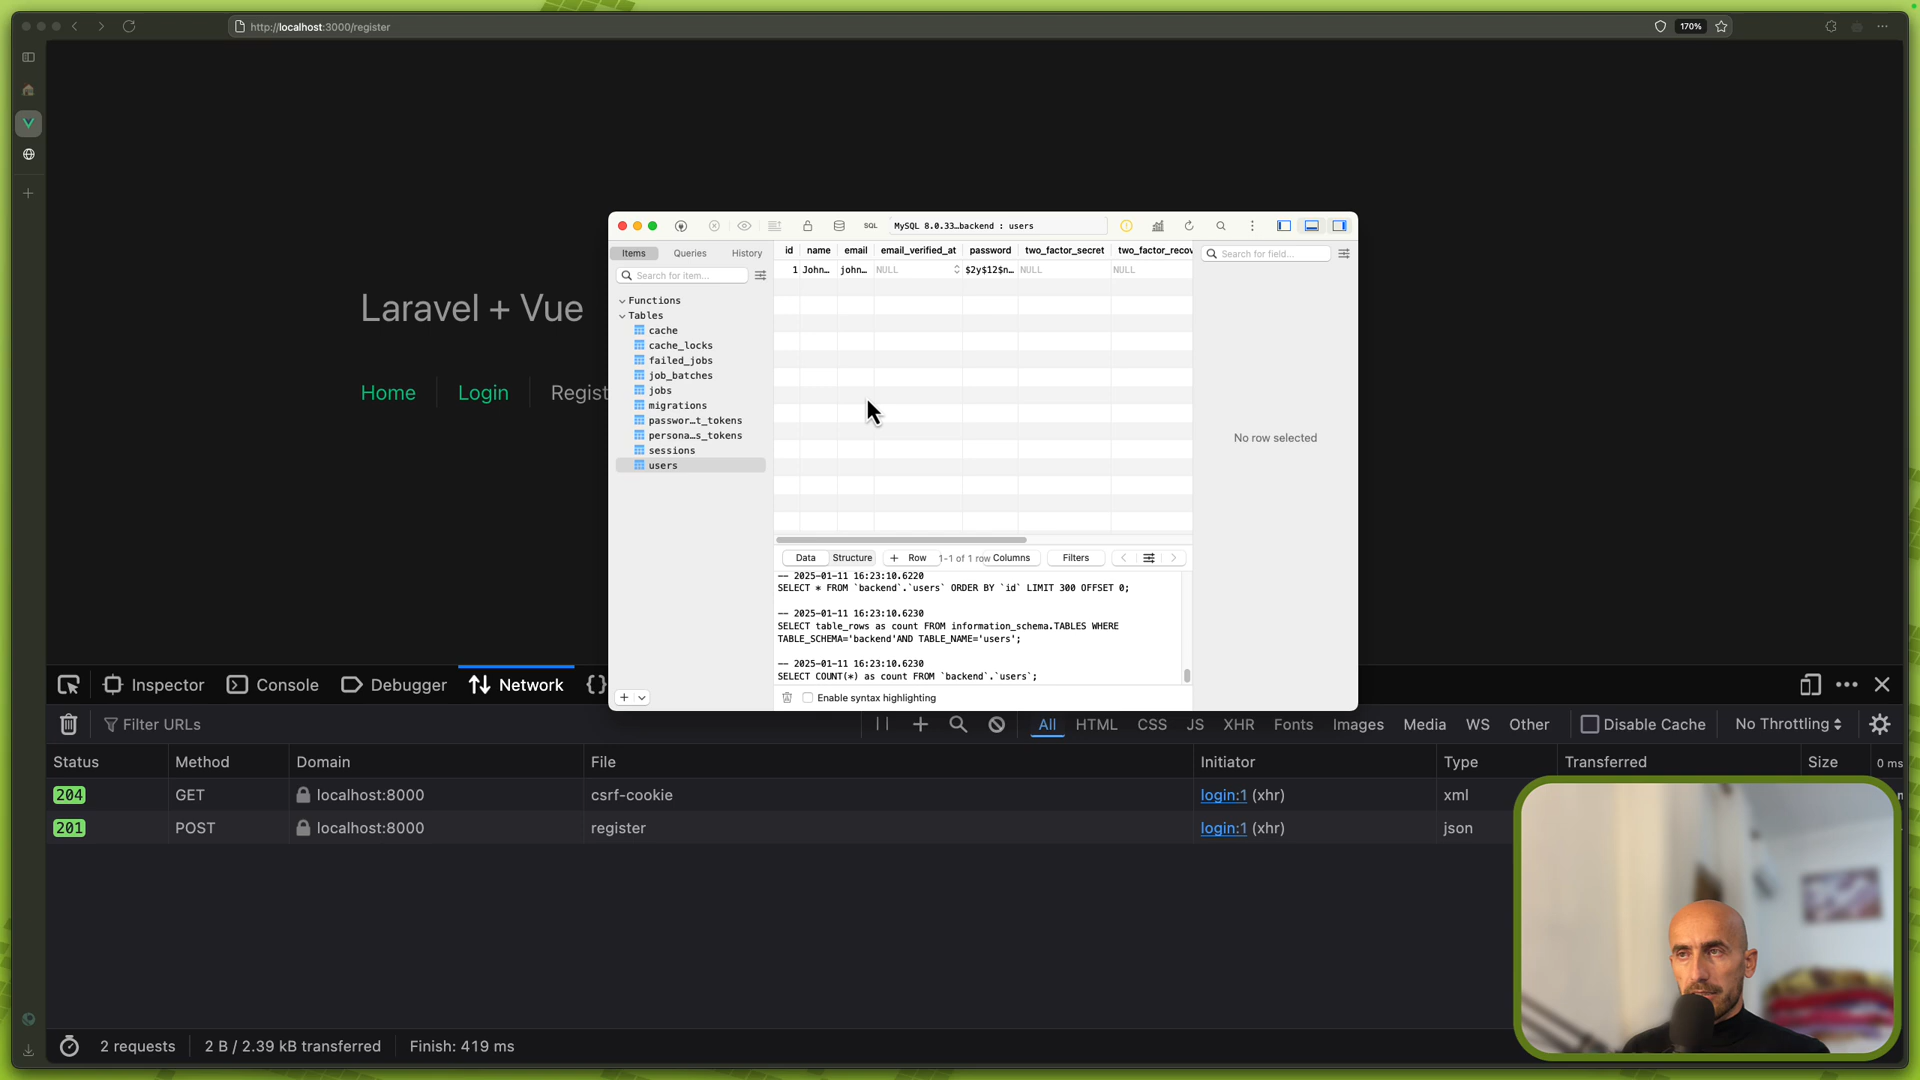 http://localhost:3000/register
170%
Laravel + Vue
Home
Login
Regist
SQL
MySQL 8.0.33…backend : users
Items
Queries
History
Search for item...
Functions
Tables
cache
cache_locks
failed_jobs
job_batches
jobs
migrations
passwor…t_tokens
persona…s_tokens
sessions
users
id name email email_verified_at password two_factor_secret two_factor_recov
1 John… john… NULL $2y$12$n… NULL NULL
Search for field...
No row selected
Data
Structure
+ Row
1-1 of 1 row
Columns
Filters
-- 2025-01-11 16:23:10.6220
SELECT * FROM `backend`.`users` ORDER BY `id` LIMIT 300 OFFSET 0;
-- 2025-01-11 16:23:10.6230
SELECT table_rows as count FROM information_schema.TABLES WHERE
TABLE_SCHEMA='backend'AND TABLE_NAME='users';
-- 2025-01-11 16:23:10.6230
SELECT COUNT(*) as count FROM `backend`.`users`;
Enable syntax highlighting
Inspector
Console
Debugger
Network
Filter URLs
All
HTML
CSS
JS
XHR
Fonts
Images
Media
WS
Other
Disable Cache
No Throttling
Status Method Domain File Initiator Type Transferred Size 0 ms
204 GET localhost:8000 csrf-cookie login:1 (xhr) xml
201 POST localhost:8000 register login:1 (xhr) json
2 requests
2 B / 2.39 kB transferred
Finish: 419 ms